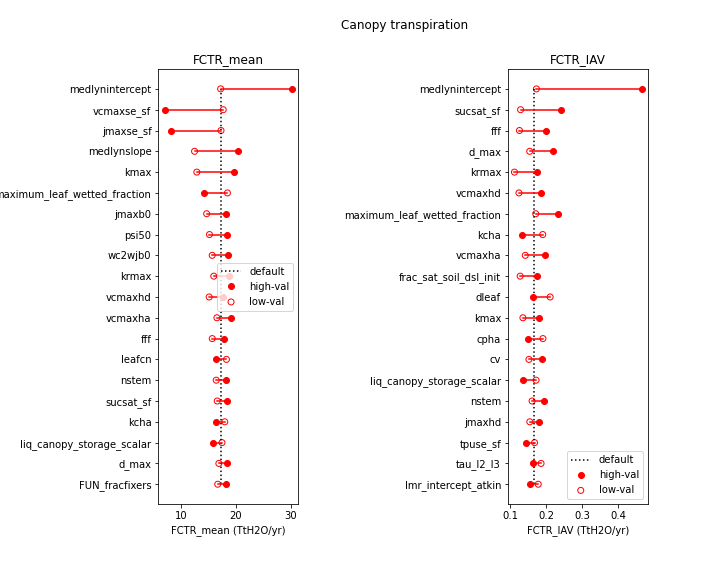 Canopy transpiration
FCTR_mean
medlynintercept
vcmaxse_sf
jmaxse_sf
medlynslope
kmax
maximum_leaf_wetted_fraction
jmaxb0
psi50
wc2wjb0
krmax
vcmaxhd
vcmaxha
fff
leafcn
nstem
sucsat_sf
kcha
liq_canopy_storage_scalar
d_max
FUN_fracfixers
default
high-val
low-val
10 20 30
FCTR_mean (TtH2O/yr)
FCTR_IAV
medlynintercept
sucsat_sf
fff
d_max
krmax
vcmaxhd
maximum_leaf_wetted_fraction
kcha
vcmaxha
frac_sat_soil_dsl_init
dleaf
kmax
cpha
cv
liq_canopy_storage_scalar
nstem
jmaxhd
tpuse_sf
tau_l2_l3
lmr_intercept_atkin
default
high-val
low-val
0.1 0.2 0.3 0.4
FCTR_IAV (TtH2O/yr)